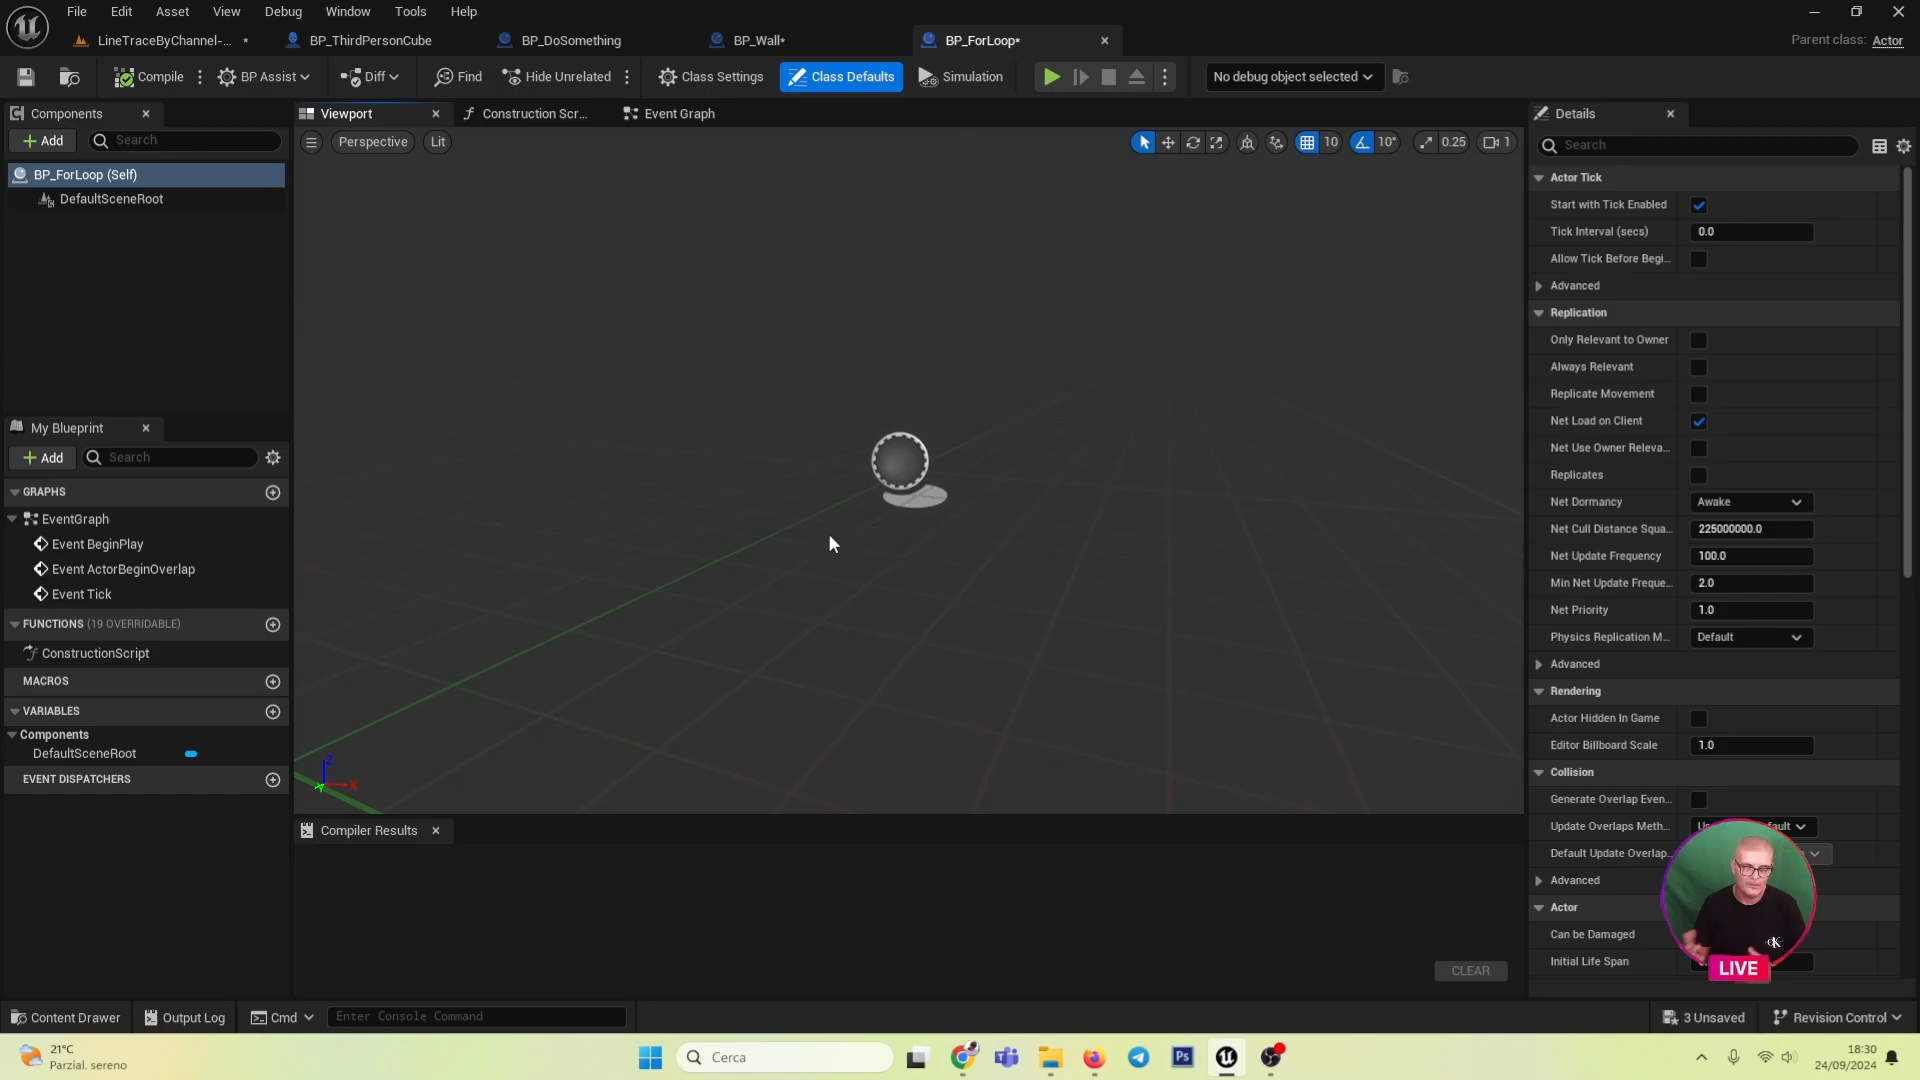 File Edit Asset View Debug Window Tools Help
LineTraceByChannel-... *
BP_ThirdPersonCube
BP_DoSomething
BP_Wall*
BP_ForLoop*
Parent class: Actor
Compile
BP Assist
Diff
Find
Hide Unrelated
Class Settings
Class Defaults
Simulation
No debug object selected
Components
Add
Search
BP_ForLoop (Self)
DefaultSceneRoot
My Blueprint
Add
Search
GRAPHS
EventGraph
Event BeginPlay
Event ActorBeginOverlap
Event Tick
FUNCTIONS (19 OVERRIDABLE)
ConstructionScript
MACROS
VARIABLES
Components
DefaultSceneRoot
EVENT DISPATCHERS
Viewport
Construction Scr...
Event Graph
Perspective
Lit
10
10°
0.25
1
Z
X
Y
Compiler Results
CLEAR
Details
Search
Actor Tick
Start with Tick Enabled
Tick Interval (secs) 0.0
Allow Tick Before Begi...
Advanced
Replication
Only Relevant to Owner
Always Relevant
Replicate Movement
Net Load on Client
Net Use Owner Releva...
Replicates
Net Dormancy Awake
Net Cull Distance Squa... 225000000.0
Net Update Frequency 100.0
Min Net Update Freque... 2.0
Net Priority 1.0
Physics Replication M... Default
Advanced
Rendering
Actor Hidden In Game
Editor Billboard Scale 1.0
Collision
Generate Overlap Even...
Update Overlaps Meth...
Default Update Overlap...
Advanced
Actor
Can be Damaged
Initial Life Span
LIVE
Content Drawer
Output Log
Cmd
Enter Console Command
3 Unsaved
Revision Control
21°C
Parzial. sereno
Cerca
Ps
18:30
24/09/2024